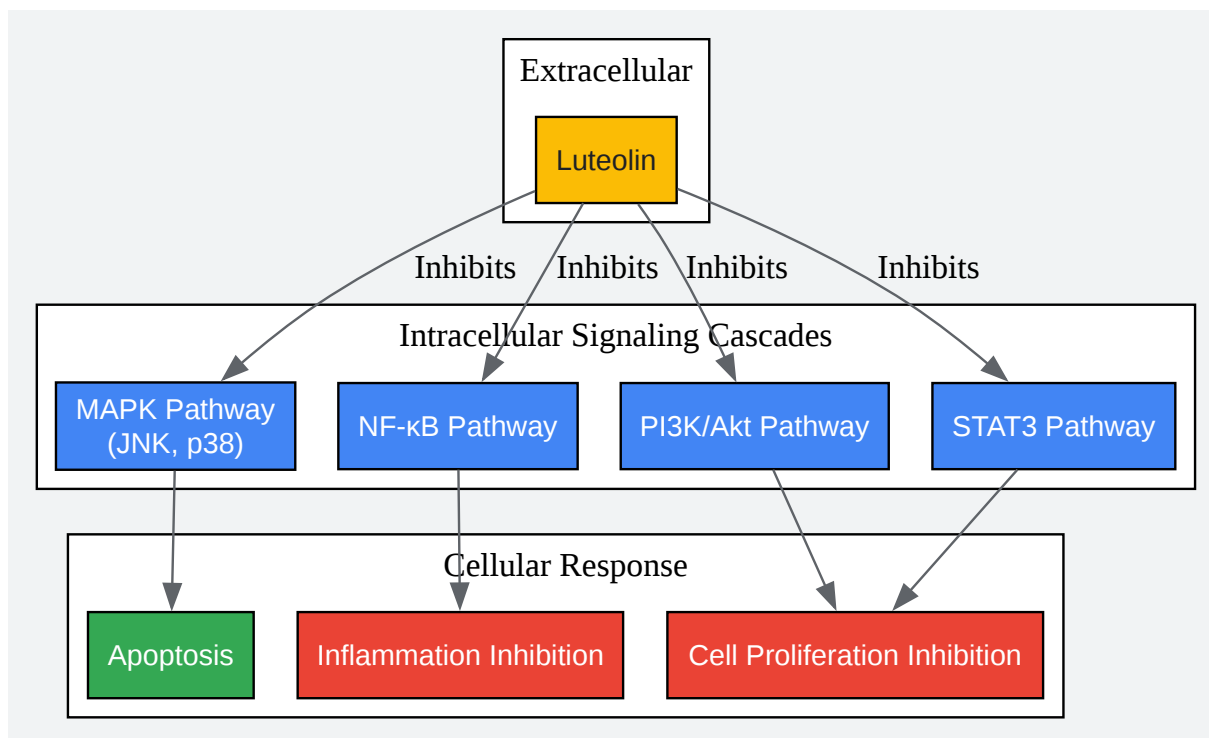 Extracellular
Luteolin
Inhibits
Inhibits
Inhibits
Inhibits
Intracellular Signaling Cascades
MAPK Pathway
(JNK, p38)
NF-κB Pathway
PI3K/Akt Pathway
STAT3 Pathway
Cellular Response
Apoptosis
Inflammation Inhibition
Cell Proliferation Inhibition